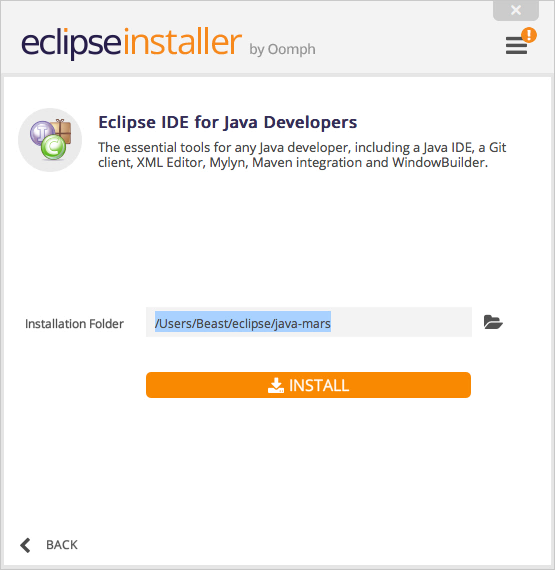 eclipseinstaller by Oomph
Eclipse IDE for Java Developers
The essential tools for any Java developer, including a Java IDE, a Git
client, XML Editor, Mylyn, Maven integration and WindowBuilder.
Installation Folder /Users/Beast/eclipse/java-mars
INSTALL
BACK